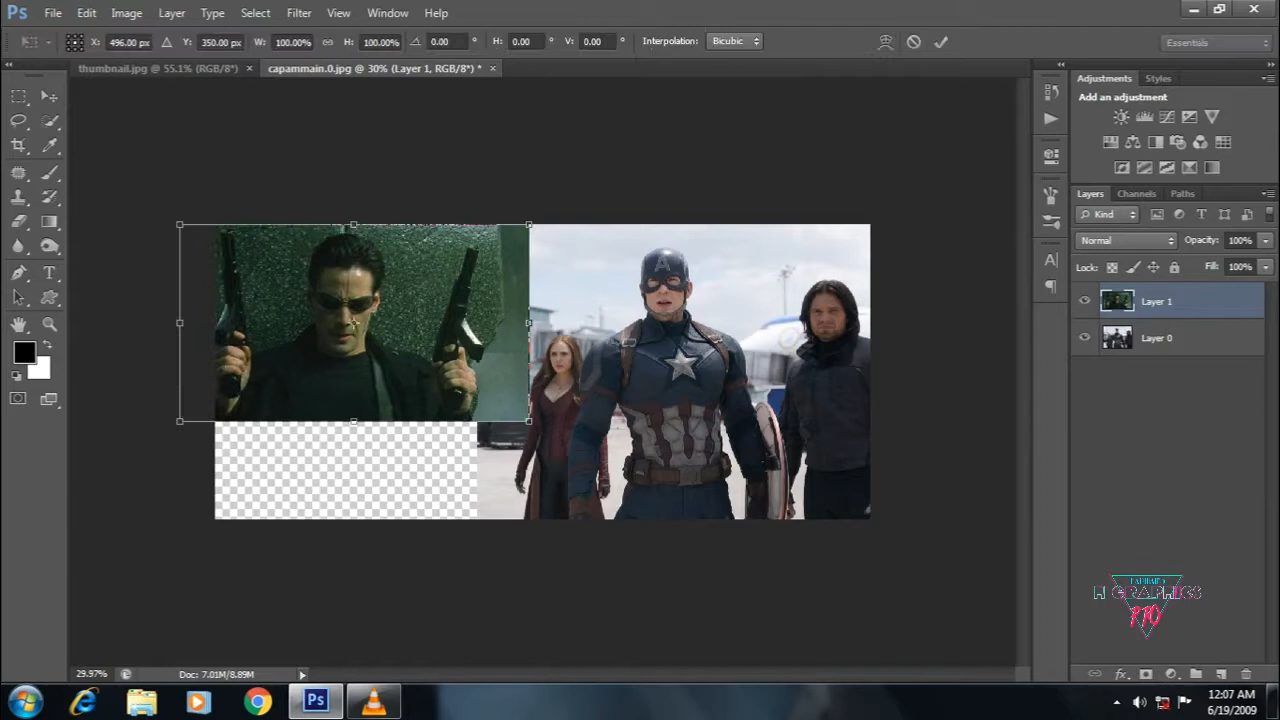 Ps File Edit Image Layer Type Select Filter View Window Help
X: 496.00 px Y: 350.00 px W: 100.00% H: 100.00% 0.00 ° H: 0.00 ° V: 0.00 ° Interpolation: Bicubic Essentials
thumbnail.jpg @ 55.1% (RGB/8*) × capammain.0.jpg @ 30% (Layer 1, RGB/8*) * ×
Adjustments Styles
Add an adjustment
Layers Channels Paths
Kind
Normal Opacity: 100%
Lock: Fill: 100%
Layer 1
Layer 0
H GRAPHICS
PRO
29.97% Doc: 7.01M/8.89M
Ps
12:07 AM
6/19/2009